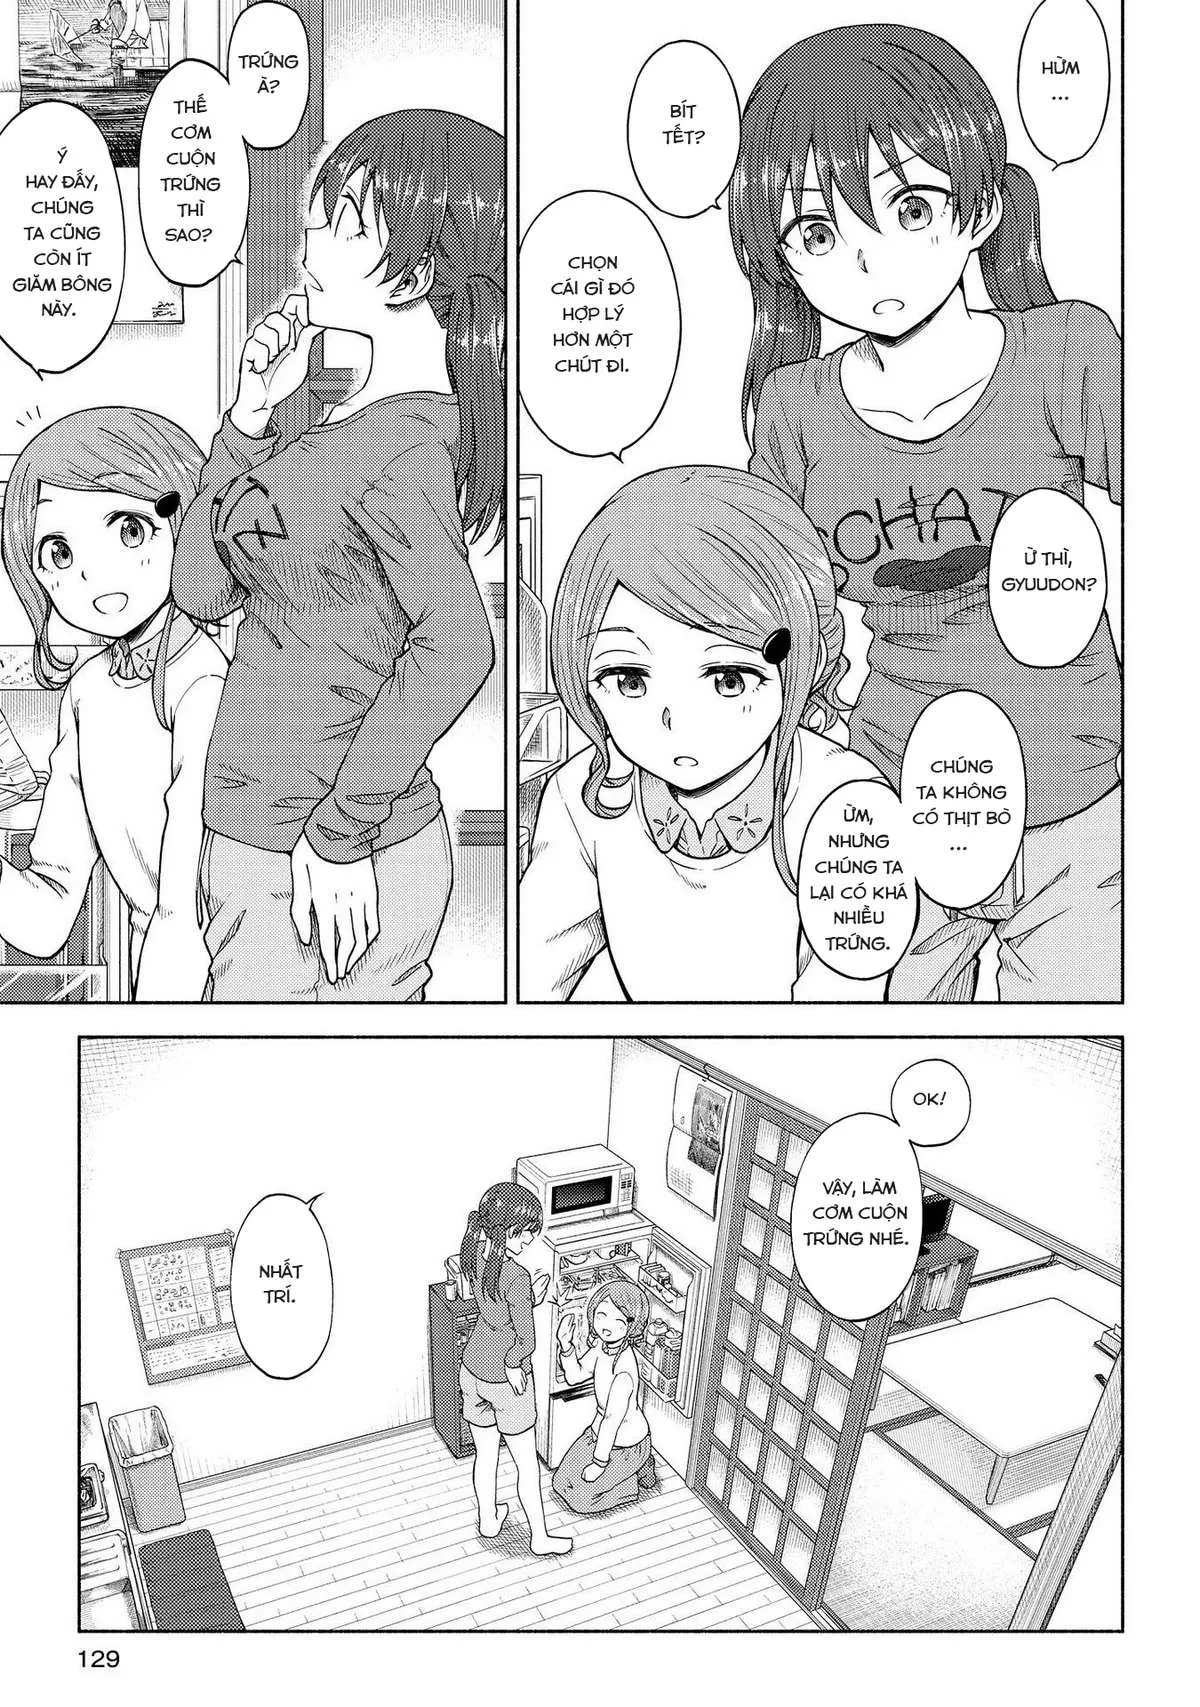 HỪM
...
BÍT
TẾT?
CHỌN
CÁI GÌ ĐÓ
HỢP LÝ
HƠN MỘT
CHÚT ĐI.
SCHAT
Ừ THÌ,
GYUUDON?
CHÚNG
TA KHÔNG
CÓ THỊT BÒ
...
ỪM,
NHƯNG
CHÚNG TA
LẠI CÓ KHÁ
NHIỀU
TRỨNG.
TRỨNG
À?
THẾ
CƠM
CUỘN
TRỨNG
THÌ
SAO?
Ý
HAY ĐẤY,
CHÚNG
TA CŨNG
CÒN ÍT
GIĂM BÔNG
NÀY.
OK!
VẬY, LÀM
CƠM CUỘN
TRỨNG NHÉ.
NHẤT
TRÍ.
129